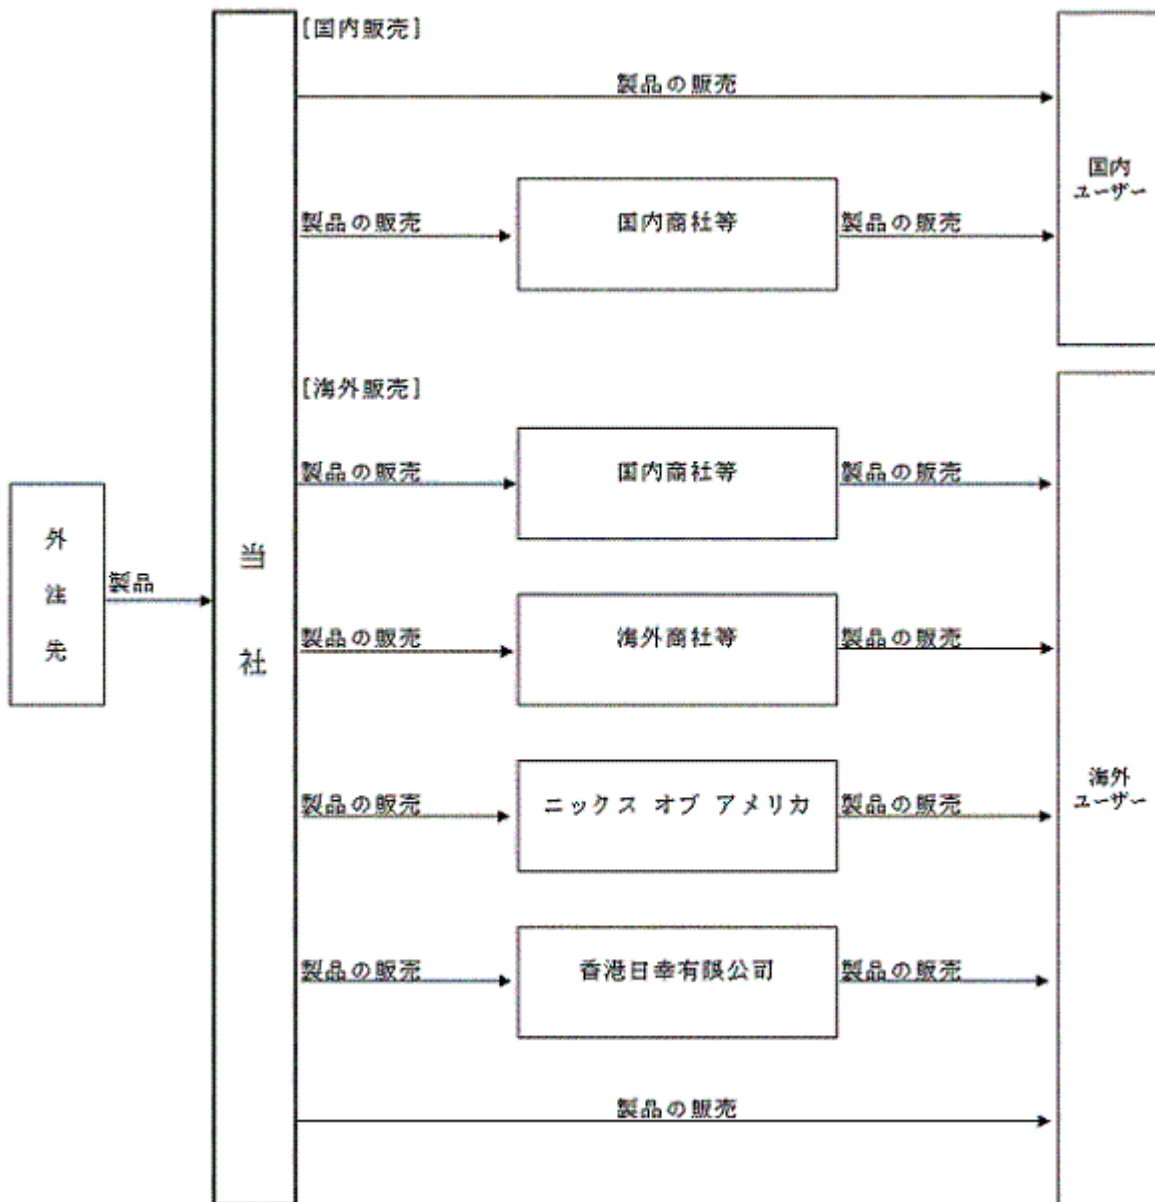 [国内販売]
製品の販売
国内
ユーザー
製品の販売
国内商社等
製品の販売
[海外販売]
製品の販売
国内商社等
製品の販売
外注先
製品
当社
製品の販売
海外商社等
製品の販売
製品の販売
ニックス オブ アメリカ
製品の販売
海外
ユーザー
製品の販売
香港日幸有限公司
製品の販売
製品の販売